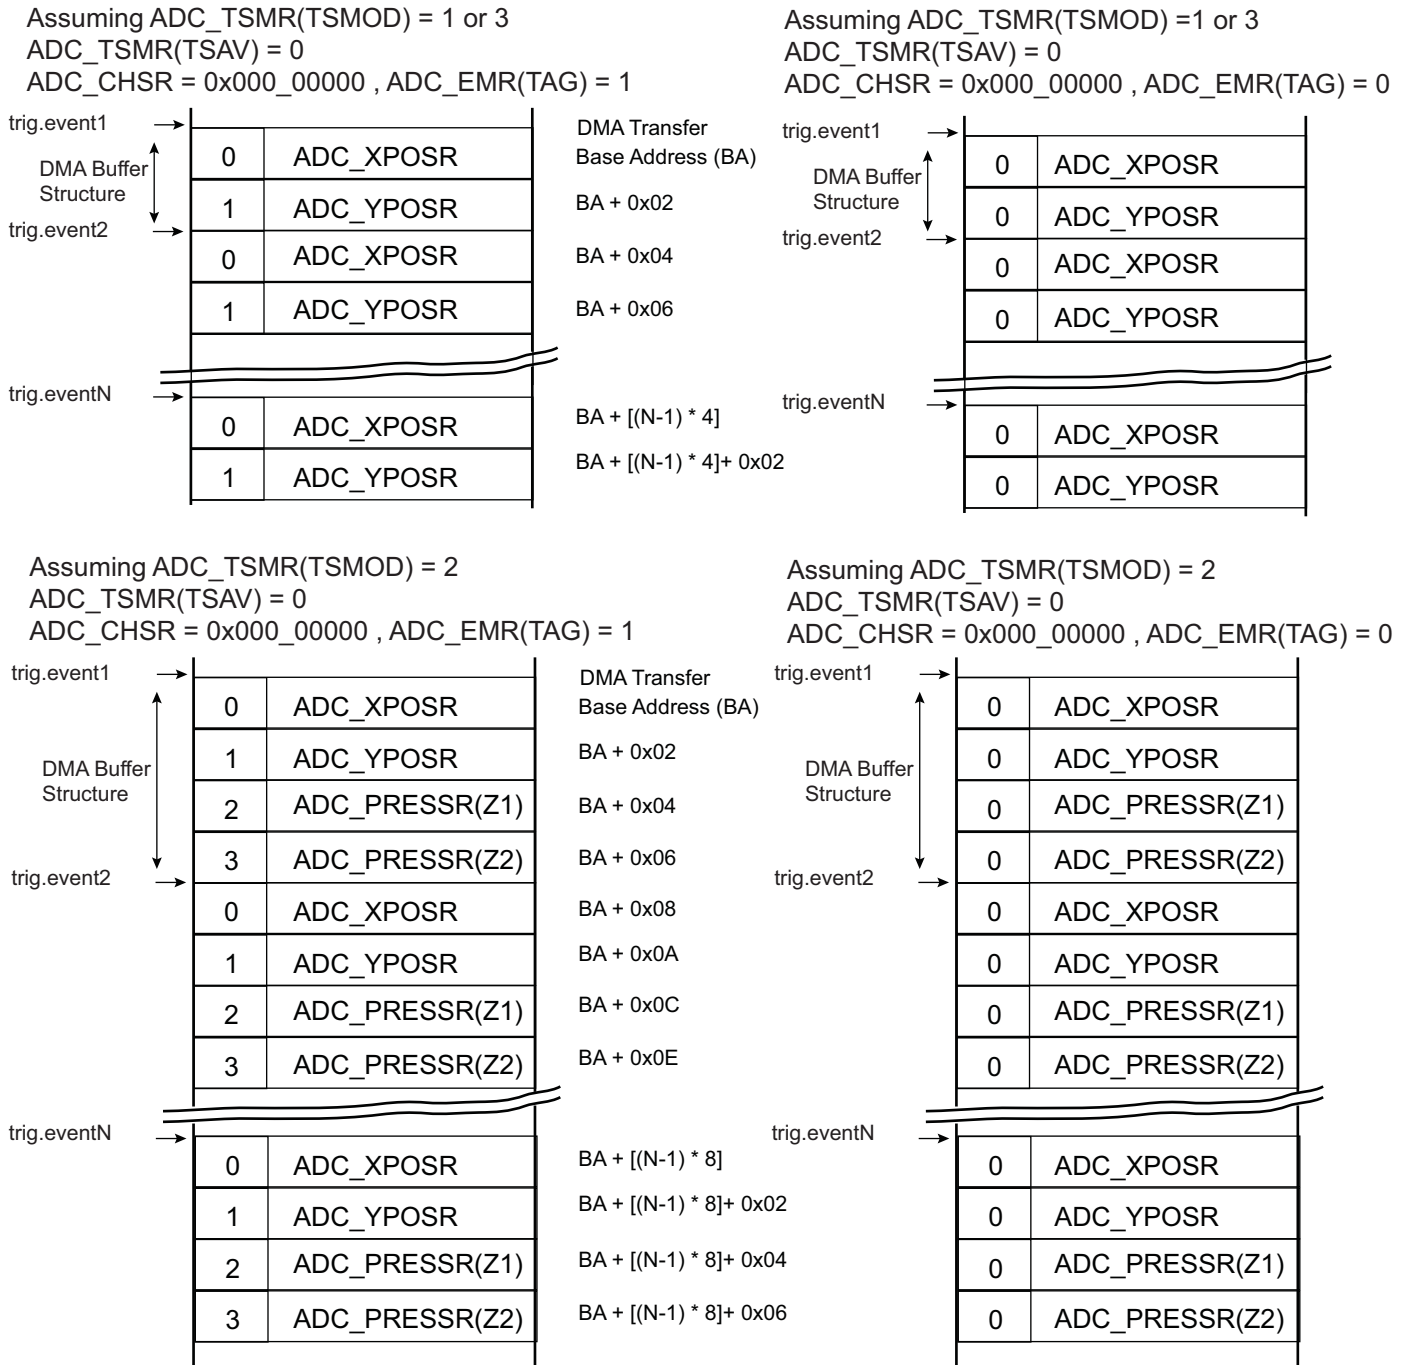 Assuming ADC_TSMR(TSMOD) = 1 or 3
ADC_TSMR(TSAV) = 0
ADC_CHSR = 0x000_00000 , ADC_EMR(TAG) = 1
trig.event1
DMA Transfer
0 ADC_XPOSR Base Address (BA)
DMA Buffer
Structure
1 ADC_YPOSR BA + 0x02
trig.event2
0 ADC_XPOSR BA + 0x04
1 ADC_YPOSR BA + 0x06
trig.eventN
0 ADC_XPOSR BA + [(N-1) * 4]
1 ADC_YPOSR BA + [(N-1) * 4]+ 0x02
Assuming ADC_TSMR(TSMOD) =1 or 3
ADC_TSMR(TSAV) = 0
ADC_CHSR = 0x000_00000 , ADC_EMR(TAG) = 0
trig.event1
0 ADC_XPOSR
DMA Buffer
Structure
0 ADC_YPOSR
trig.event2
0 ADC_XPOSR
0 ADC_YPOSR
trig.eventN
0 ADC_XPOSR
0 ADC_YPOSR
Assuming ADC_TSMR(TSMOD) = 2
ADC_TSMR(TSAV) = 0
ADC_CHSR = 0x000_00000 , ADC_EMR(TAG) = 1
trig.event1
DMA Transfer
0 ADC_XPOSR Base Address (BA)
1 ADC_YPOSR BA + 0x02
DMA Buffer
Structure
2 ADC_PRESSR(Z1) BA + 0x04
3 ADC_PRESSR(Z2) BA + 0x06
trig.event2
0 ADC_XPOSR BA + 0x08
1 ADC_YPOSR BA + 0x0A
2 ADC_PRESSR(Z1) BA + 0x0C
3 ADC_PRESSR(Z2) BA + 0x0E
trig.eventN
0 ADC_XPOSR BA + [(N-1) * 8]
1 ADC_YPOSR BA + [(N-1) * 8]+ 0x02
2 ADC_PRESSR(Z1) BA + [(N-1) * 8]+ 0x04
3 ADC_PRESSR(Z2) BA + [(N-1) * 8]+ 0x06
Assuming ADC_TSMR(TSMOD) = 2
ADC_TSMR(TSAV) = 0
ADC_CHSR = 0x000_00000 , ADC_EMR(TAG) = 0
trig.event1
0 ADC_XPOSR
0 ADC_YPOSR
DMA Buffer
Structure
0 ADC_PRESSR(Z1)
0 ADC_PRESSR(Z2)
trig.event2
0 ADC_XPOSR
0 ADC_YPOSR
0 ADC_PRESSR(Z1)
0 ADC_PRESSR(Z2)
trig.eventN
0 ADC_XPOSR
0 ADC_YPOSR
0 ADC_PRESSR(Z1)
0 ADC_PRESSR(Z2)